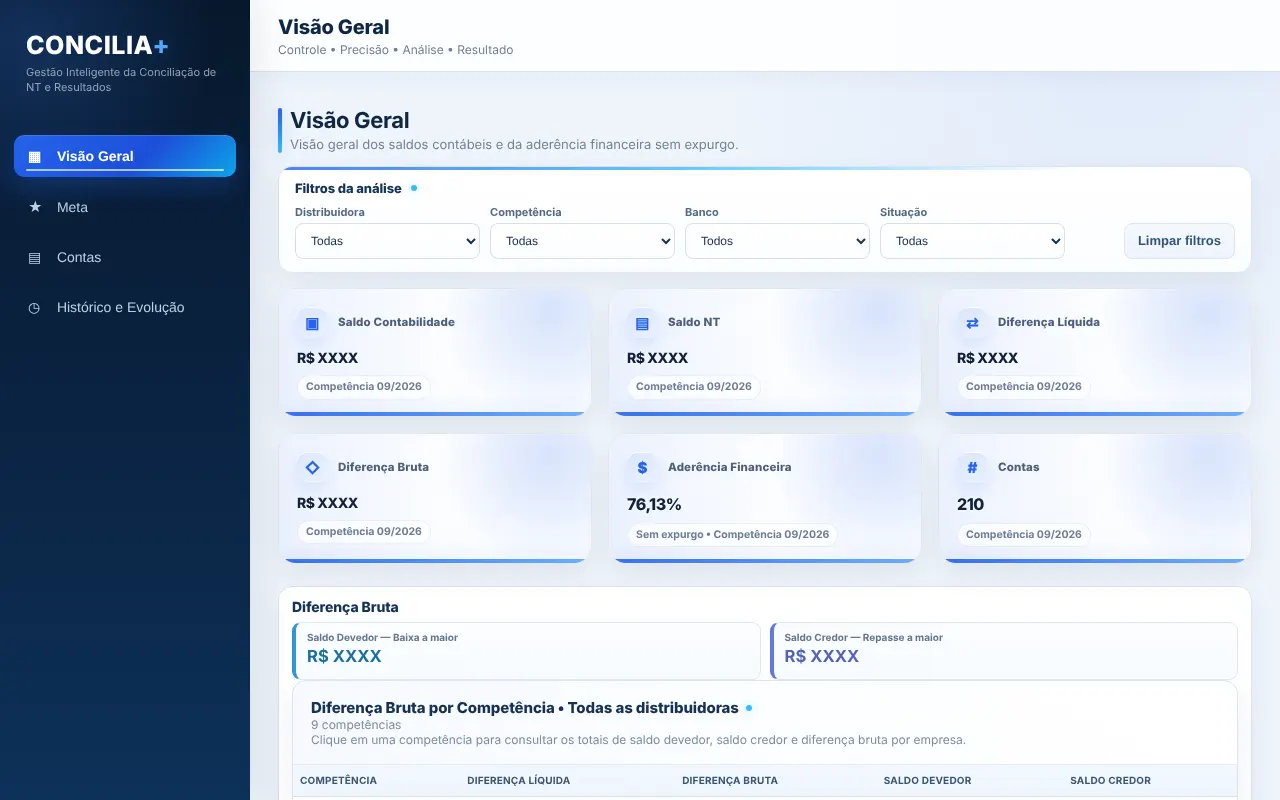 CONCILIA+
Gestão Inteligente da Conciliação de
NT e Resultados
Visão Geral
Meta
Contas
Histórico e Evolução
Visão Geral
Controle • Precisão • Análise • Resultado
Visão Geral
Visão geral dos saldos contábeis e da aderência financeira sem expurgo.
Filtros da análise
Distribuidora
Competência
Banco
Situação
Todas
Todas
Todos
Todas
Limpar filtros
Saldo Contabilidade
R$ XXXX
Competência 09/2026
Saldo NT
R$ XXXX
Competência 09/2026
Diferença Líquida
R$ XXXX
Competência 09/2026
Diferença Bruta
R$ XXXX
Competência 09/2026
$ Aderência Financeira
76,13%
Sem expurgo • Competência 09/2026
# Contas
210
Competência 09/2026
Diferença Bruta
Saldo Devedor — Baixa a maior
R$ XXXX
Saldo Credor — Repasse a maior
R$ XXXX
Diferença Bruta por Competência • Todas as distribuidoras
9 competências
Clique em uma competência para consultar os totais de saldo devedor, saldo credor e diferença bruta por empresa.
COMPETÊNCIA DIFERENÇA LÍQUIDA DIFERENÇA BRUTA SALDO DEVEDOR SALDO CREDOR